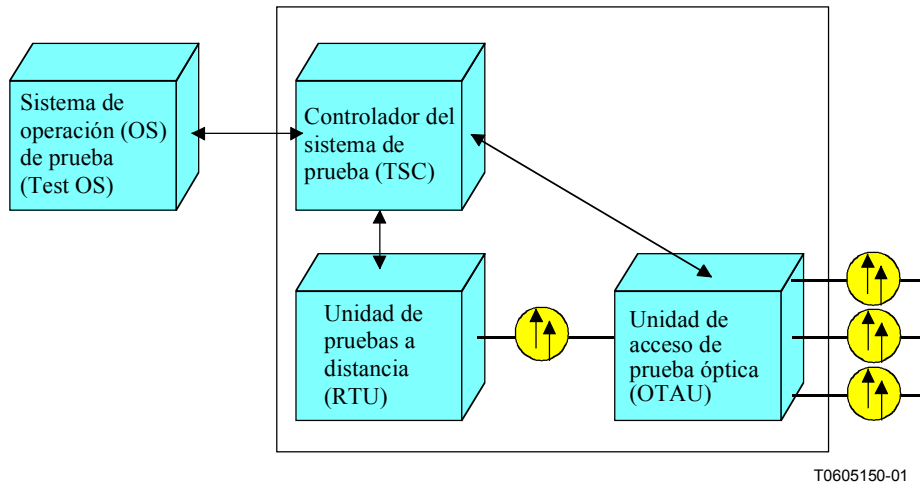 Sistema de
operación (OS)
de prueba
(Test OS)
Controlador del
sistema de
prueba (TSC)
Unidad de
pruebas a
distancia
(RTU)
Unidad de
acceso de
prueba óptica
(OTAU)
T0605150-01